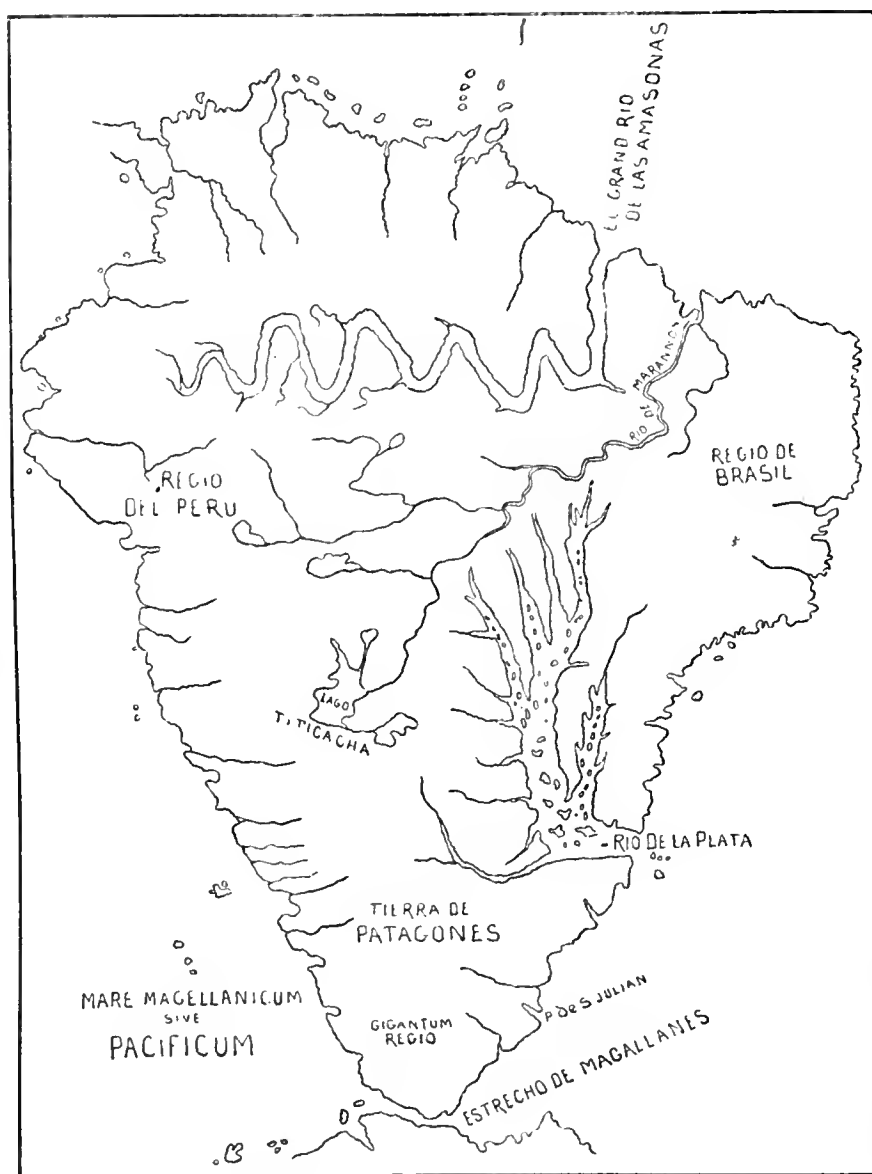 EL GRAND RIO
DE LAS AMASONAS
RIO DE MARANNON
REGIO DE
BRASIL
REGIO
DEL PERU
LAGO
TITICACHA
RIO DE LA PLATA
TIERRA DE
PATAGONES
MARE MAGELLANICUM
SIVE
PACIFICUM
GIGANTUM
REGIO
P de S JULIAN
ESTRECHO DE MAGALLANES